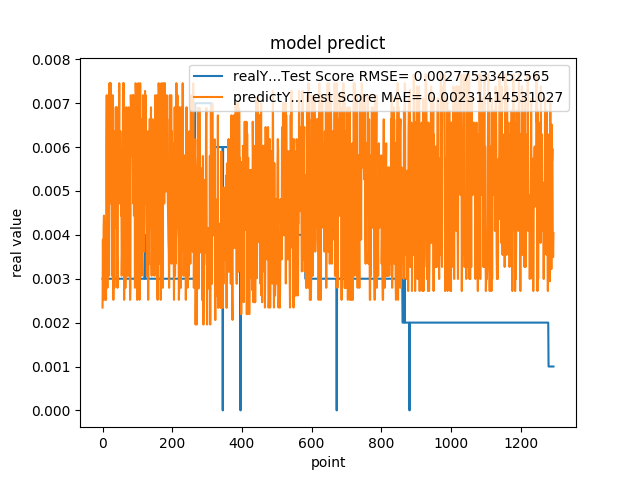 model predict
realY...Test Score RMSE= 0.00277533452565
predictY...Test Score MAE= 0.00231414531027
0.008
0.007
0.006
0.005
0.004
0.003
0.002
0.001
0.000
real value
0 200 400 600 800 1000 1200
point